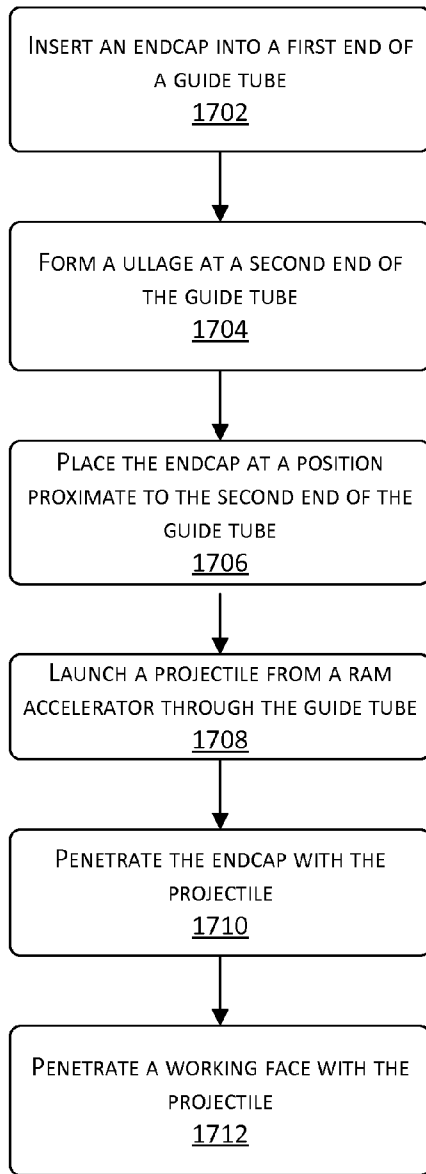 INSERT AN ENDCAP INTO A FIRST END OF
A GUIDE TUBE
1702
FORM A ULLAGE AT A SECOND END OF
THE GUIDE TUBE
1704
PLACE THE ENDCAP AT A POSITION
PROXIMATE TO THE SECOND END OF THE
GUIDE TUBE
1706
LAUNCH A PROJECTILE FROM A RAM
ACCELERATOR THROUGH THE GUIDE TUBE
1708
PENETRATE THE ENDCAP WITH THE
PROJECTILE
1710
PENETRATE A WORKING FACE WITH THE
PROJECTILE
1712